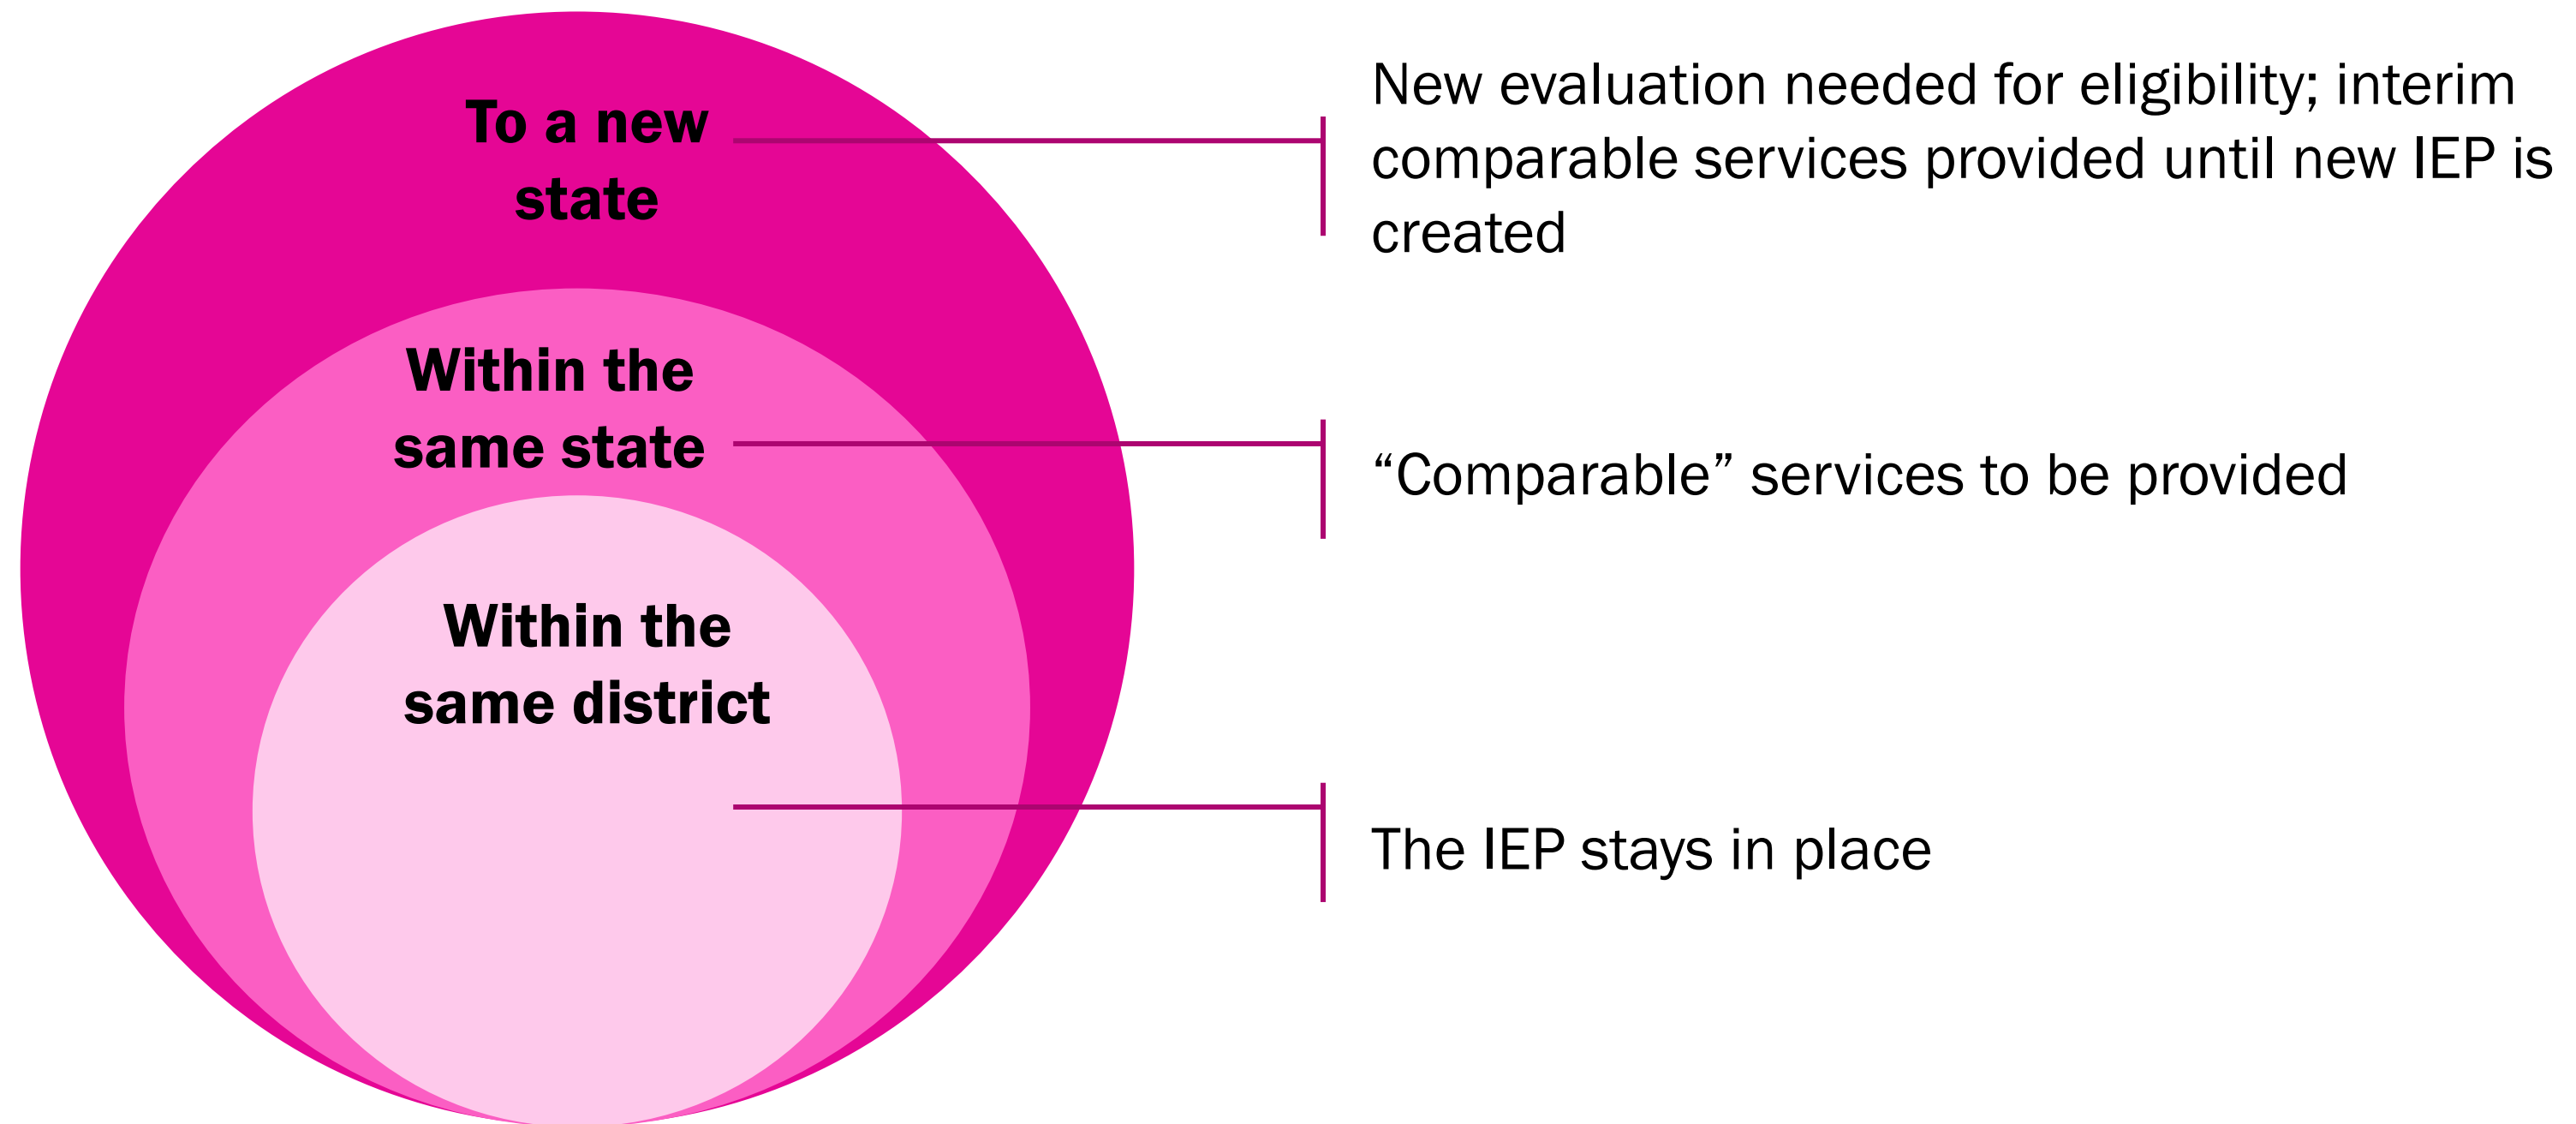 To a new
state
New evaluation needed for eligibility; interim
comparable services provided until new IEP is
created
Within the
same state
“Comparable” services to be provided
Within the
same district
The IEP stays in place